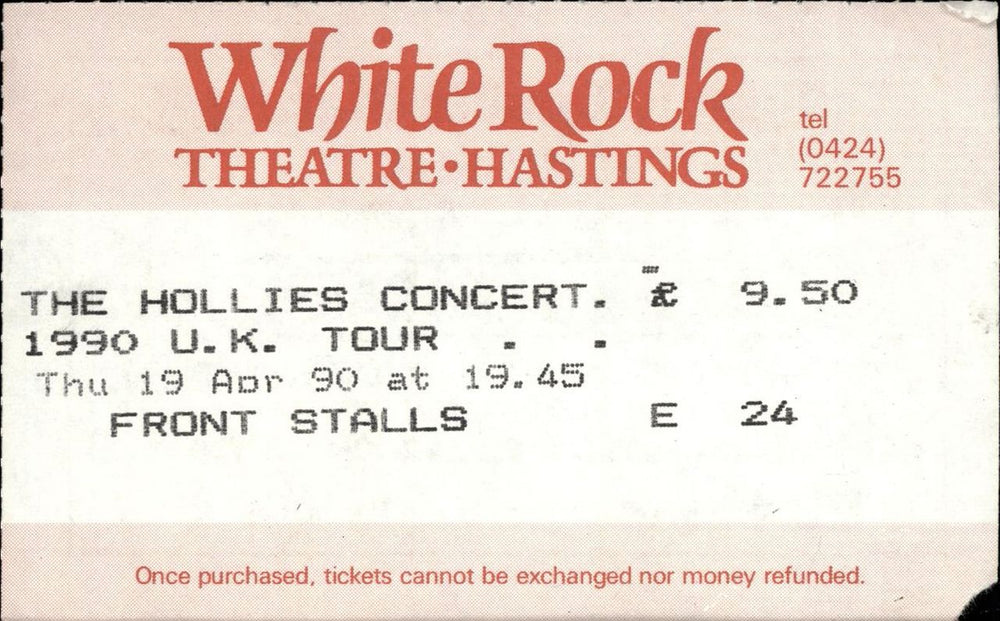 White Rock
THEATRE·HASTINGS
tel
(0424)
722755
THE HOLLIES CONCERT. £ 9.50
1990 U.K. TOUR . .
Thu 19 Apr 90 at 19.45
FRONT STALLS E 24
Once purchased, tickets cannot be exchanged nor money refunded.